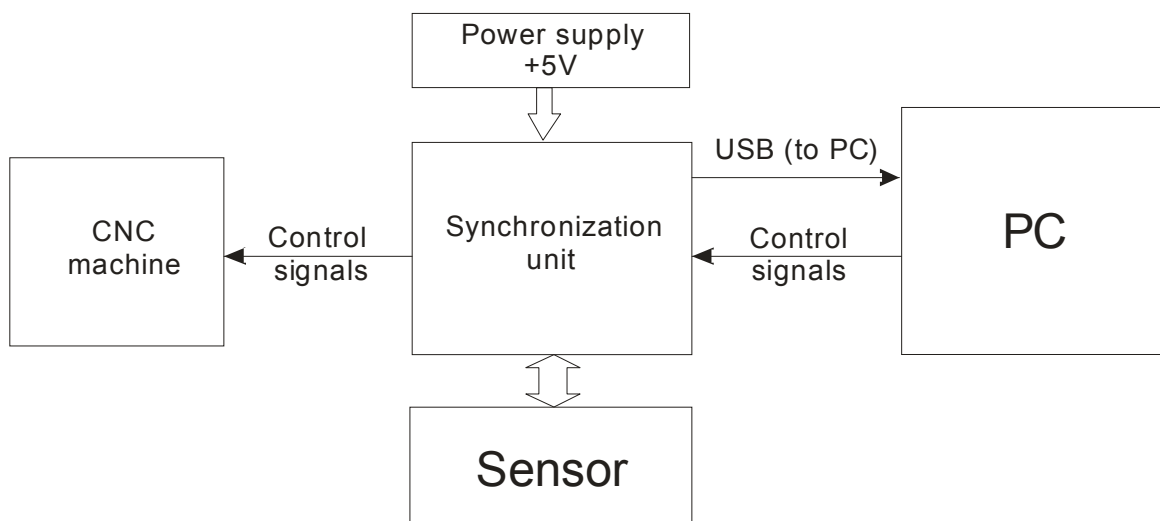 Power supply
+5V
USB (to PC)
CNC
machine
Control
signals
Synchronization
unit
Control
signals
PC
Sensor